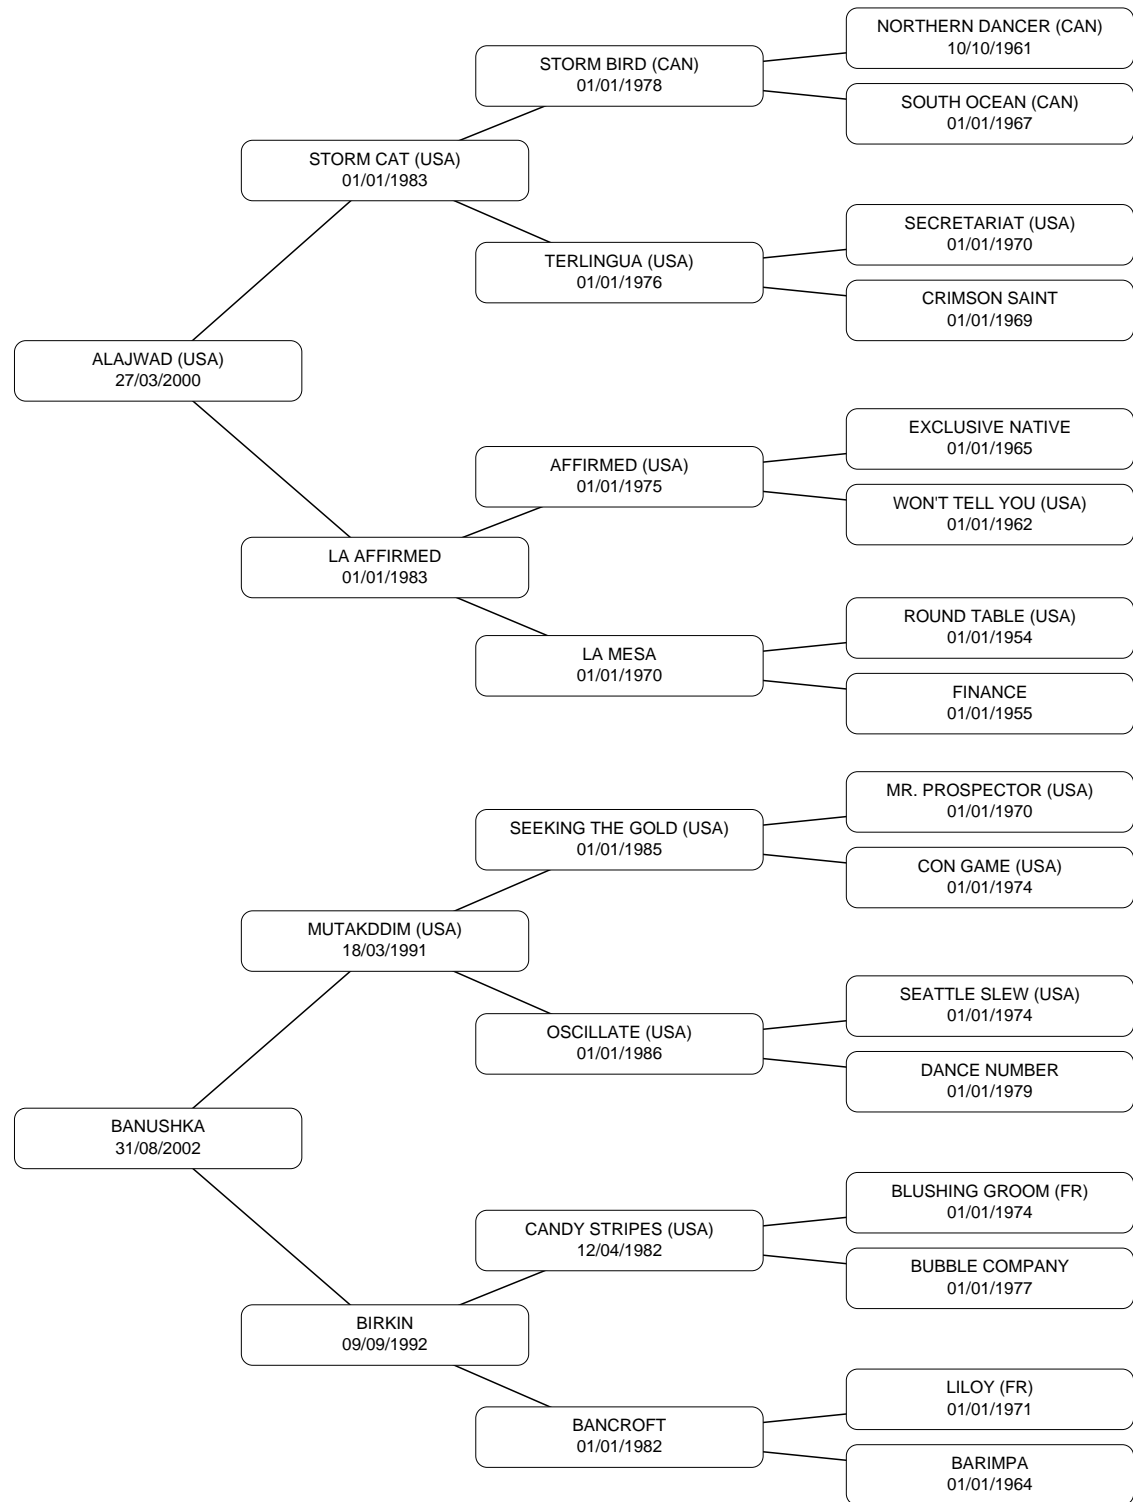 NORTHERN DANCER (CAN)
10/10/1961
STORM BIRD (CAN)
01/01/1978
SOUTH OCEAN (CAN)
01/01/1967
STORM CAT (USA)
01/01/1983
SECRETARIAT (USA)
01/01/1970
TERLINGUA (USA)
01/01/1976
CRIMSON SAINT
01/01/1969
ALAJWAD (USA)
27/03/2000
EXCLUSIVE NATIVE
01/01/1965
AFFIRMED (USA)
01/01/1975
WON'T TELL YOU (USA)
01/01/1962
LA AFFIRMED
01/01/1983
ROUND TABLE (USA)
01/01/1954
LA MESA
01/01/1970
FINANCE
01/01/1955
MR. PROSPECTOR (USA)
01/01/1970
SEEKING THE GOLD (USA)
01/01/1985
CON GAME (USA)
01/01/1974
MUTAKDDIM (USA)
18/03/1991
SEATTLE SLEW (USA)
01/01/1974
OSCILLATE (USA)
01/01/1986
DANCE NUMBER
01/01/1979
BANUSHKA
31/08/2002
BLUSHING GROOM (FR)
01/01/1974
CANDY STRIPES (USA)
12/04/1982
BUBBLE COMPANY
01/01/1977
BIRKIN
09/09/1992
LILOY (FR)
01/01/1971
BANCROFT
01/01/1982
BARIMPA
01/01/1964